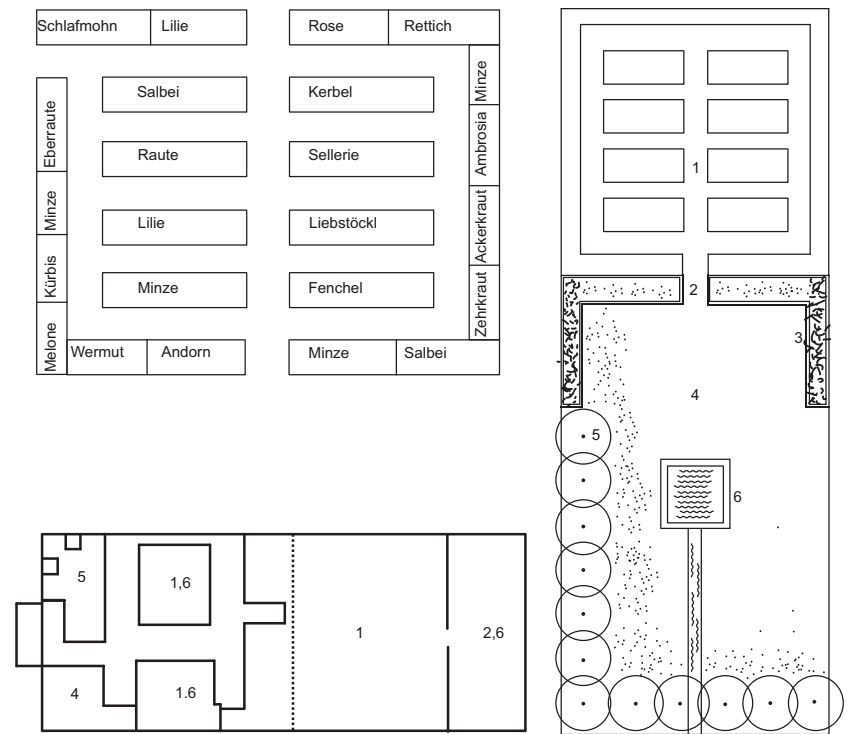 Schlafmohn Lilie Rose Rettich
Salbei Kerbel
Raute Sellerie
Lilie Liebstöckl
Minze Fenchel
Eberraute
Minze
Kürbis
Melone
Minze
Ambrosia
Ackerkraut
Zehrkraut
Wermut Andorn Minze Salbei
1
2
3
4
5
6
5
1,6
1
2,6
4
1.6